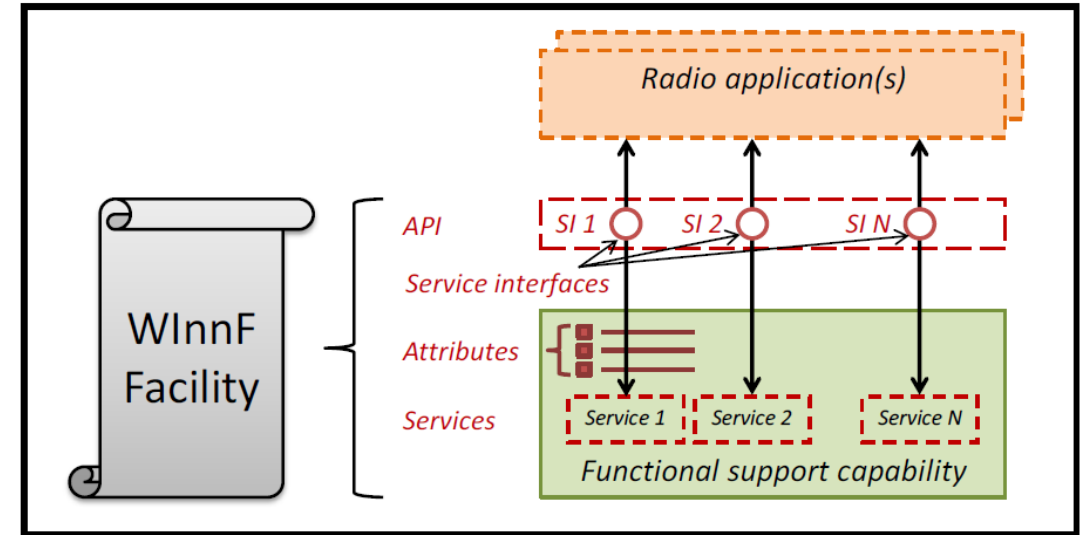 Radio application(s)
API
SI 1
SI 2
SI N
Service interfaces
WInnF
Facility
Attributes
Services
Service 1
Service 2
Service N
Functional support capability